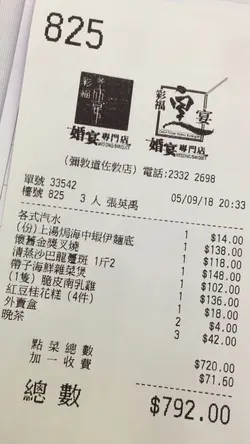 825
彩福
婚宴專門店
WEDDING BANQUET
彩福
皇宴
婚宴專門店
WEDDING BANQUET
(彌敦道佐敦店) 電話:2332 2698
單號 33542
檯號 825 3 人 張英禹 05/09/18 20:33
各式汽水 1 $14.00
(份)上湯焗海中蝦伊麵底 1 $138.00
懷舊金獎叉燒 1 $118.00
清蒸沙巴龍躉斑 1斤2 1 $148.00
帶子海鮮雜菜煲 1 $102.00
(1隻) 脆皮南乳雞 1 $136.00
紅豆桂花糕 (4件) 1 $18.00
外賣盒 2 $4.00
晚茶 3 $42.00
點菜總數 $720.00
加一收費 $71.60
總數 $792.00